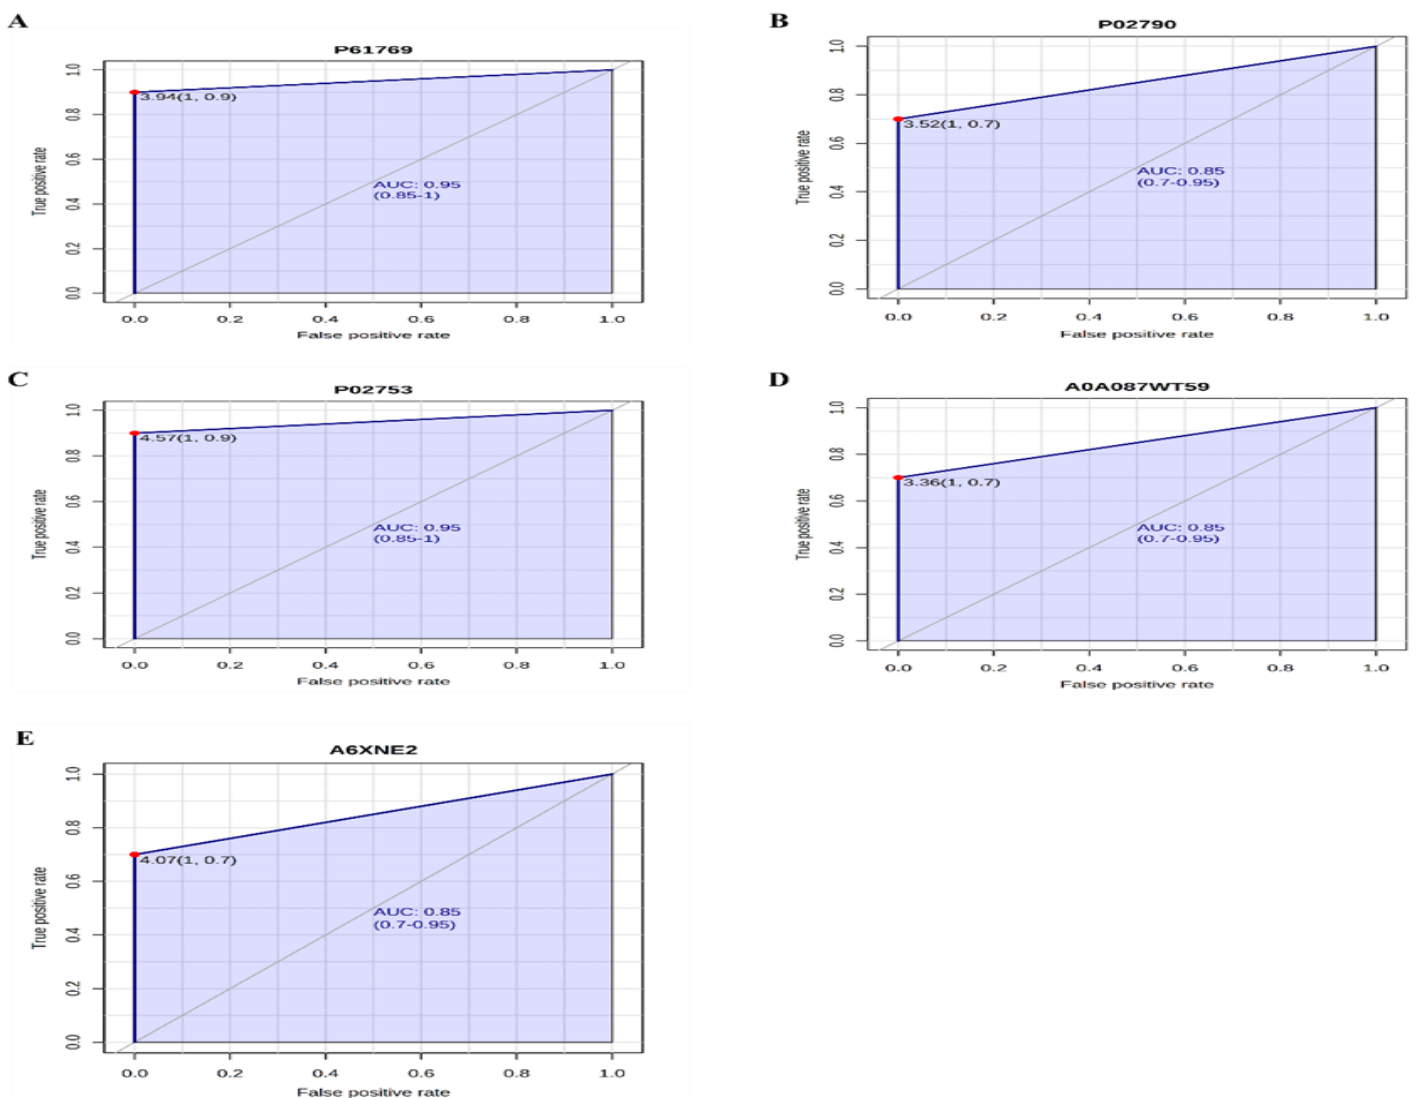 A
P61769
1.0
0.8
0.6
0.4
0.2
0.0
True positive rate
3.94(1, 0.9)
AUC: 0.95
(0.85-1)
0.0 0.2 0.4 0.6 0.8 1.0
False positive rate
B
P02790
1.0
0.8
0.6
0.4
0.2
0.0
True positive rate
3.52(1, 0.7)
AUC: 0.85
(0.7-0.95)
0.0 0.2 0.4 0.6 0.8 1.0
False positive rate
C
P02753
1.0
0.8
0.6
0.4
0.2
0.0
True positive rate
4.57(1, 0.9)
AUC: 0.95
(0.85-1)
0.0 0.2 0.4 0.6 0.8 1.0
False positive rate
D
A0A087WT59
1.0
0.8
0.6
0.4
0.2
0.0
True positive rate
3.36(1, 0.7)
AUC: 0.85
(0.7-0.95)
0.0 0.2 0.4 0.6 0.8 1.0
False positive rate
E
A6XNE2
1.0
0.8
0.6
0.4
0.2
0.0
True positive rate
4.07(1, 0.7)
AUC: 0.85
(0.7-0.95)
0.0 0.2 0.4 0.6 0.8 1.0
False positive rate